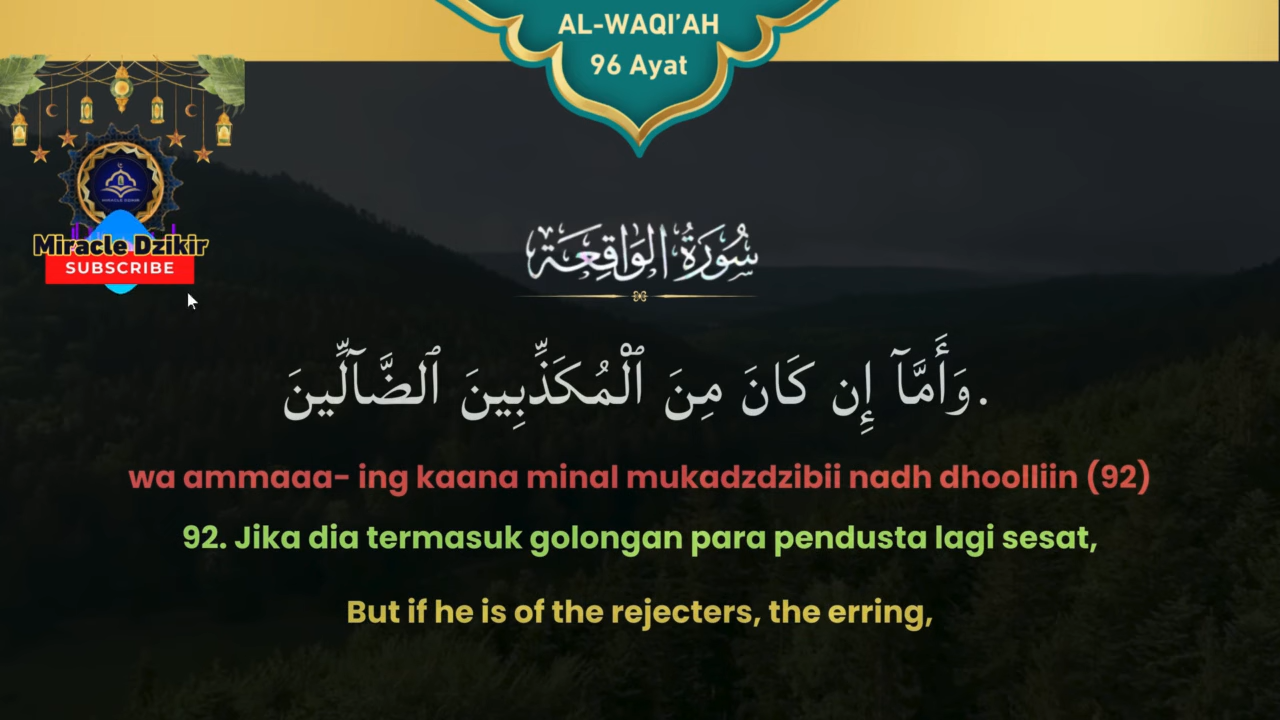 AL-WAQI'AH
96 Ayat
Miracle Dzikir
SUBSCRIBE
سُورَةُ الوَاقِعَة
وَأَمَّآ إِن كَانَ مِنَ ٱلْمُكَذِّبِينَ ٱلضَّآلِّينَ.
wa ammaaa- ing kaana minal mukadzdzibii nadh dhoolliin (92)
92. Jika dia termasuk golongan para pendusta lagi sesat,
But if he is of the rejecters, the erring,